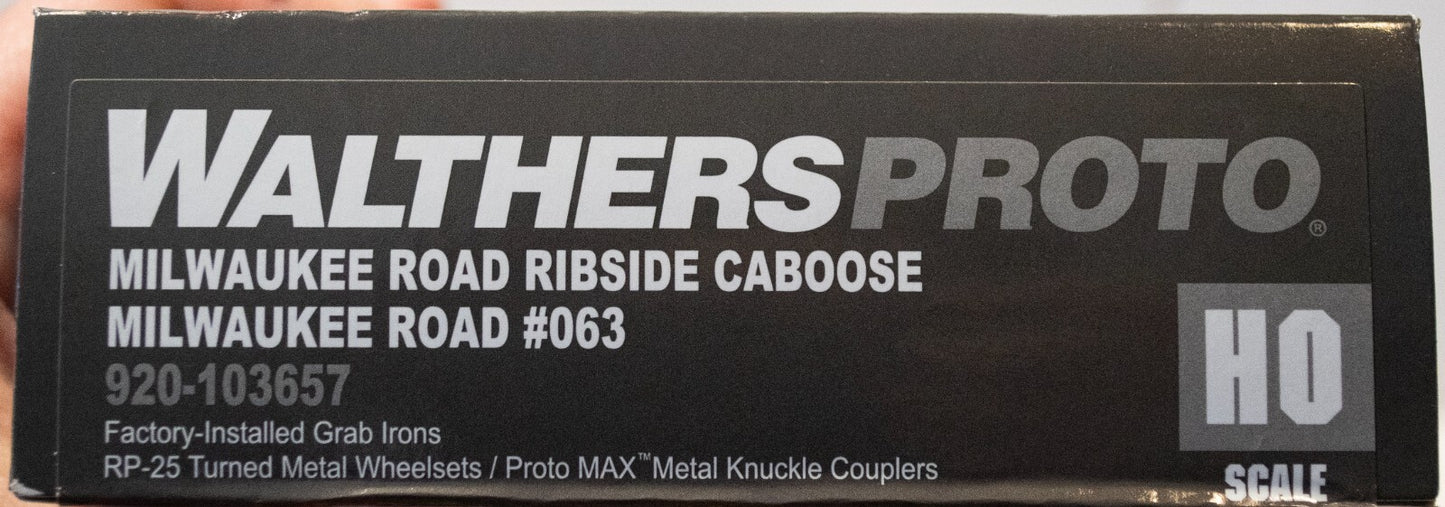 WALTHERSPROTO®
MILWAUKEE ROAD RIBSIDE CABOOSE
MILWAUKEE ROAD #063
920-103657
Factory-Installed Grab Irons
RP-25 Turned Metal Wheelsets / Proto MAX™ Metal Knuckle Couplers
HO
SCALE